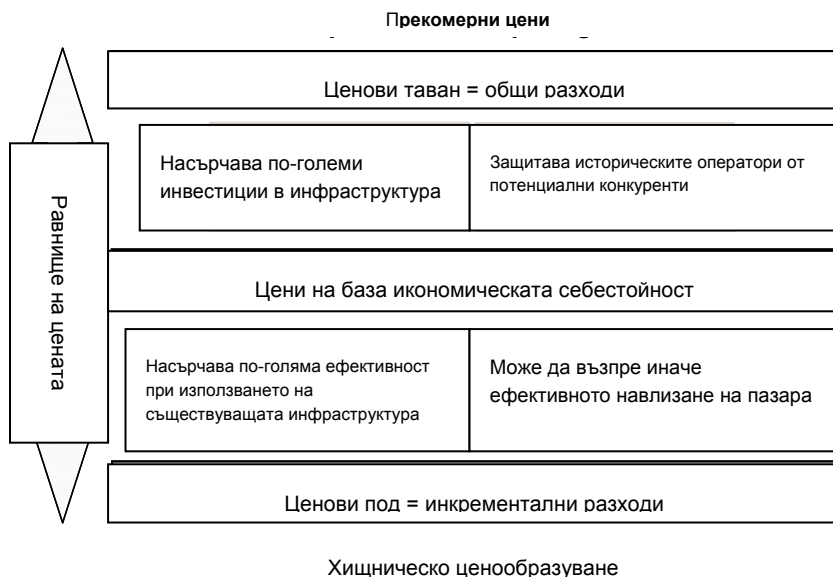 Прекомерни цени
Ценови таван = общи разходи
Насърчава по-големи
инвестиции в инфраструктура
Защитава историческите оператори от
потенциални конкуренти
Равнище на цената
Цени на база икономическата себестойност
Насърчава по-голяма ефективност
при използването на
съществуващата инфраструктура
Може да възпре иначе
ефективното навлизане на пазара
Ценови под = инкрементални разходи
Хищническо ценообразуване